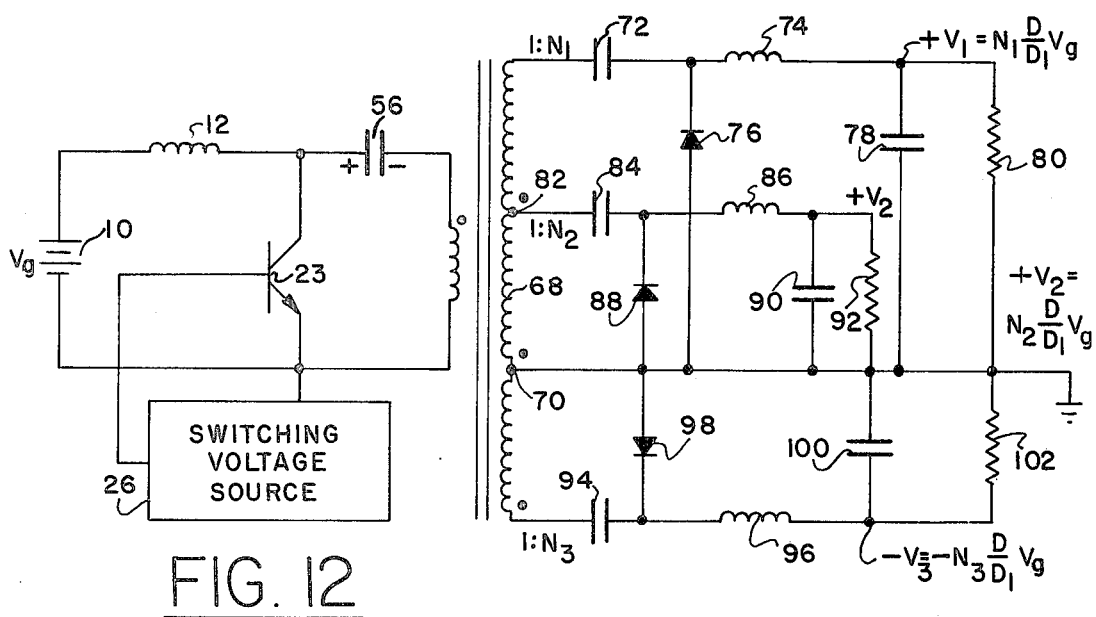 1:N₁
72
74
+V₁ = N₁ D/D₁ Vg
12
56
+ −
76
78
80
82
84
86
+V₂
1:N₂
10
Vg
23
68
88
90
92
+V₂ =
N₂ D/D₁ Vg
70
98
100
102
SWITCHING
VOLTAGE
SOURCE
26
94
1:N₃
96
−V₃=−N₃ D/D₁ Vg
FIG. 12